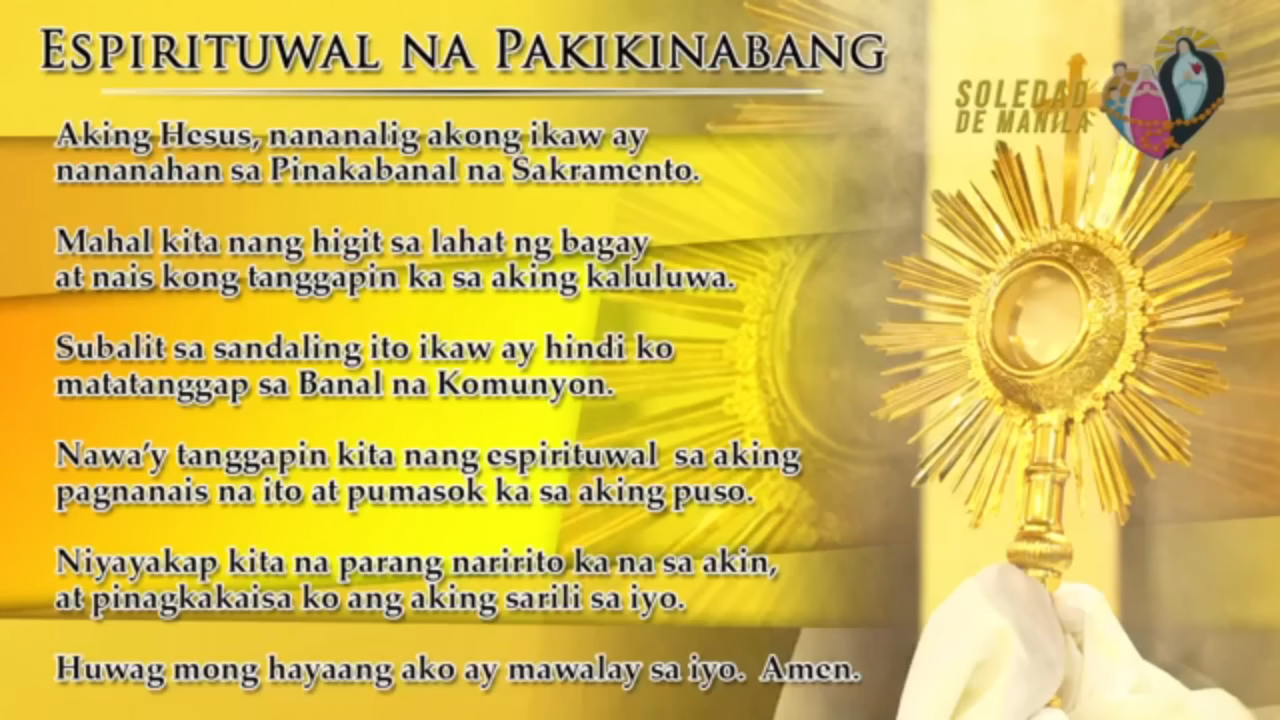 ESPIRITUWAL NA PAKIKINABANG
SOLEDAD
DE MANILA
Aking Hesus, nananalig akong ikaw ay
nananahan sa Pinakabanal na Sakramento.
Mahal kita nang higit sa lahat ng bagay
at nais kong tanggapin ka sa aking kaluluwa.
Subalit sa sandaling ito ikaw ay hindi ko
matatanggap sa Banal na Komunyon.
Nawa'y tanggapin kita nang espirituwal  sa aking
pagnanais na ito at pumasok ka sa aking puso.
Niyayakap kita na parang naririto ka na sa akin,
at pinagkakaisa ko ang aking sarili sa iyo.
Huwag mong hayaang ako ay mawalay sa iyo.  Amen.